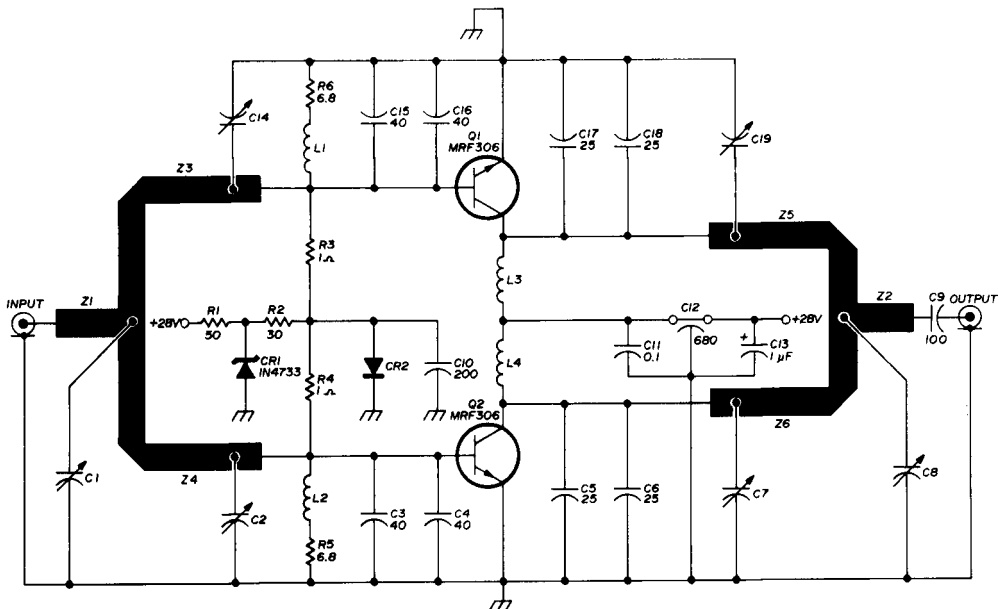 R6
6.8
C15
40
C16
40
Q1
MRF306
C17
25
C18
25
C14
C19
L1
Z3
Z5
R3
1Ω
L3
INPUT
Z1
+28V
R1
50
R2
30
C12
680
+28V
Z2
C9
100
OUTPUT
CR1
1N4733
CR2
C10
200
C11
0.1
+
C13
1 μF
R4
1Ω
L4
Q2
MRF306
Z6
Z4
C1
C2
L2
C3
40
C4
40
C5
25
C6
25
C7
C8
R5
6.8